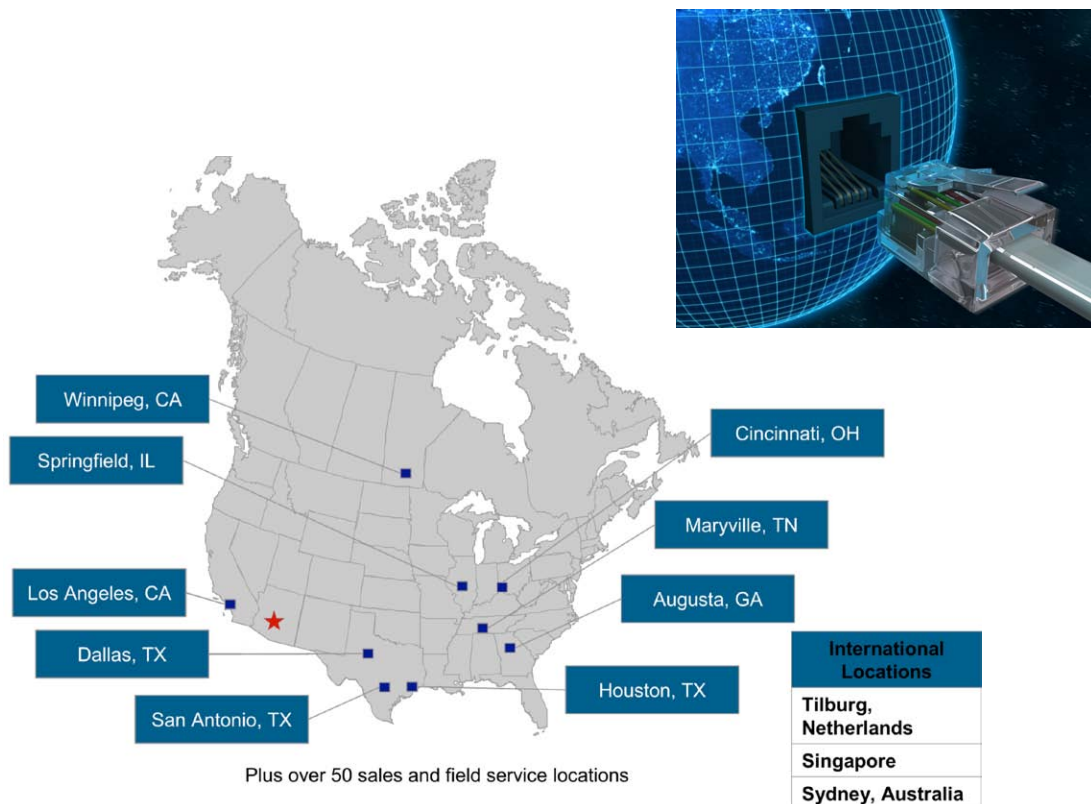 Winnipeg, CA
Springfield, IL
Los Angeles, CA
Dallas, TX
San Antonio, TX
Cincinnati, OH
Maryville, TN
Augusta, GA
Houston, TX
Plus over 50 sales and field service locations
International
Locations
Tilburg,
Netherlands
Singapore
Sydney, Australia